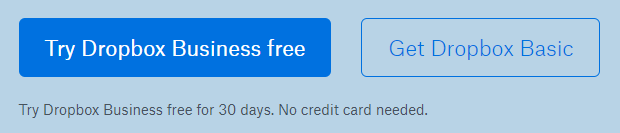 Try Dropbox Business free
Get Dropbox Basic
Try Dropbox Business free for 30 days. No credit card needed.